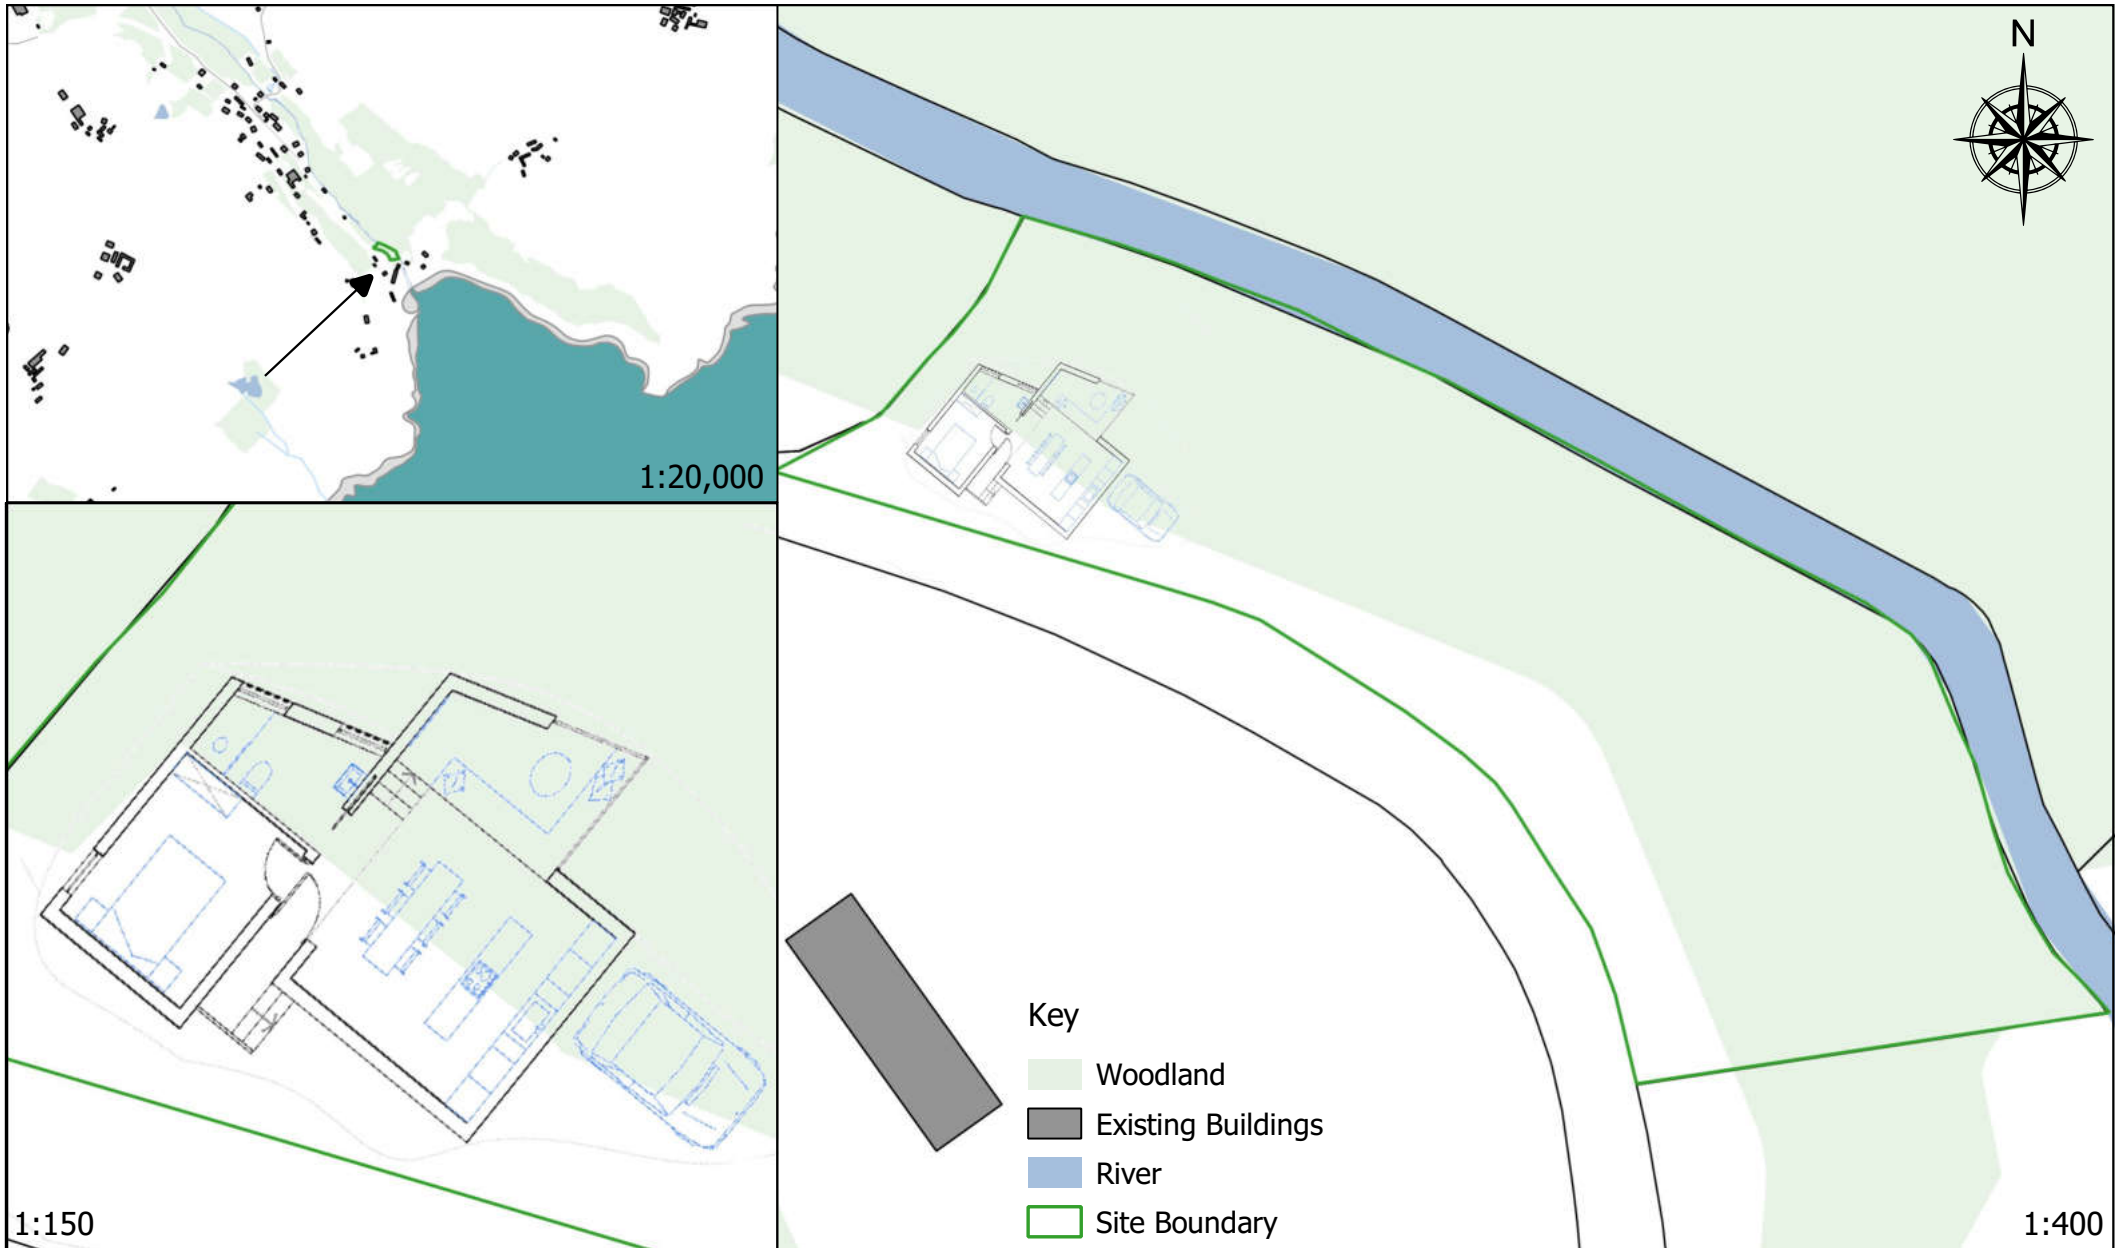 1:20,000
N
1:150
Key
Woodland
Existing Buildings
River
Site Boundary
1:400